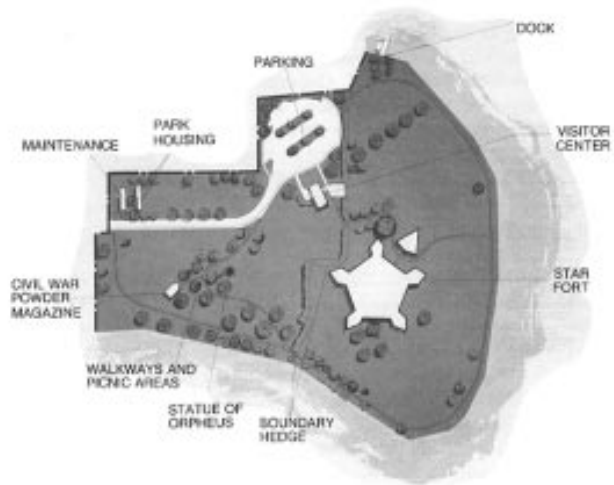 DOCK
PARKING
PARK
HOUSING
MAINTENANCE
VISITOR
CENTER
CIVIL WAR
POWDER
MAGAZINE
STAR
FORT
WALKWAYS AND
PICNIC AREAS
STATUE OF
ORPHEUS
BOUNDARY
HEDGE